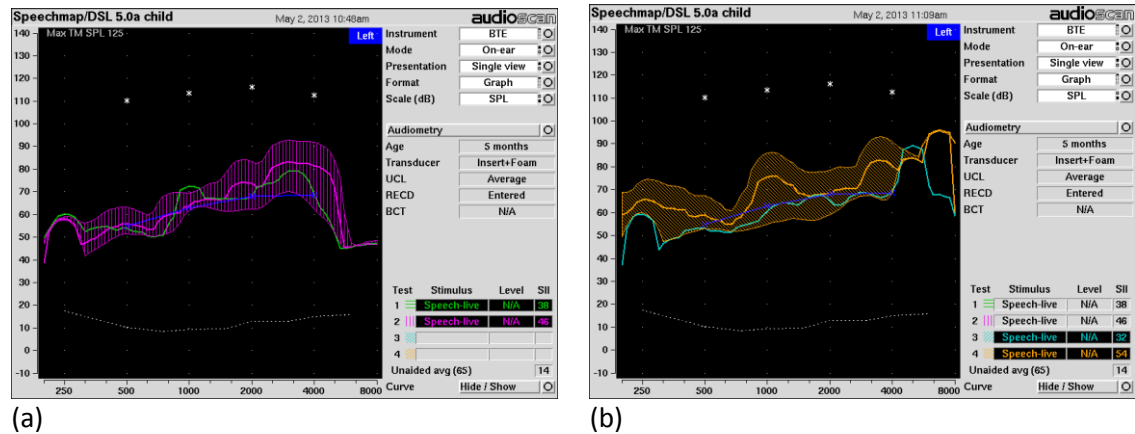 Speechmap/DSL 5.0a child
May 2, 2013 10:48am
audioscan
Max TM SPL 125
Left
140
130
120
110
100
90
80
70
60
50
40
30
20
10
0
-10
250 500 1000 2000 4000 8000
Instrument BTE
Mode On-ear
Presentation Single view
Format Graph
Scale (dB) SPL
Audiometry
Age 5 months
Transducer Insert+Foam
UCL Average
RECD Entered
BCT N/A
Test Stimulus Level SII
1 Speech-live N/A 38
2 Speech-live N/A 46
3
4
Unaided avg (65) 14
Curve Hide / Show
(a)
Speechmap/DSL 5.0a child
May 2, 2013 11:09am
audioscan
Max TM SPL 125
Left
140
130
120
110
100
90
80
70
60
50
40
30
20
10
0
-10
250 500 1000 2000 4000 8000
Instrument BTE
Mode On-ear
Presentation Single view
Format Graph
Scale (dB) SPL
Audiometry
Age 5 months
Transducer Insert+Foam
UCL Average
RECD Entered
BCT N/A
Test Stimulus Level SII
1 Speech-live N/A 38
2 Speech-live N/A 46
3 Speech-live N/A 32
4 Speech-live N/A 54
Unaided avg (65) 14
Curve Hide / Show
(b)